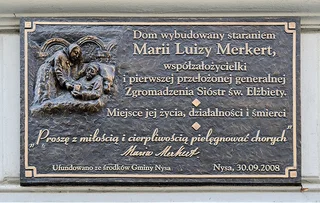 Dom wybudowany staraniem
Marii Luizy Merkert,
współzałożycielki
i pierwszej przełożonej generalnej
Zgromadzenia Sióstr św. Elżbiety.
Miejsce jej życia, działalności i śmierci
„Proszę z miłością i cierpliwością pielęgnować chorych"
Maria Merkert.
Ufundowano ze środków Gminy Nysa
Nysa, 30.09.2008